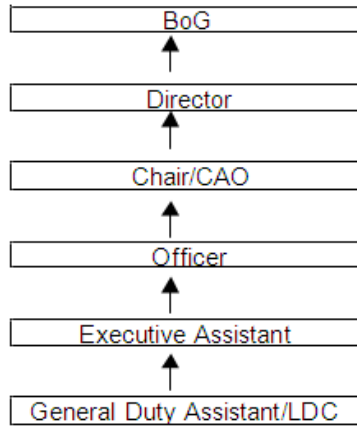 BoG
Director
Chair/CAO
Officer
Executive Assistant
General Duty Assistant/LDC